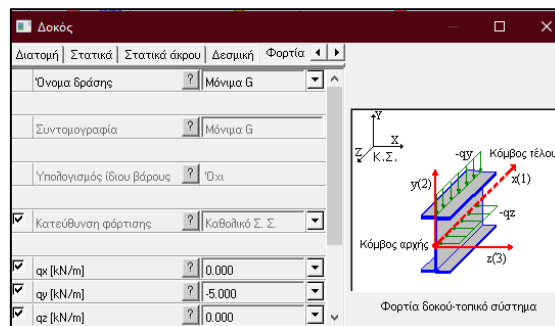 Δοκός
Διατομή Στατικά Στατικά άκρου Δεσμική Φορτία
Όνομα δράσης ? Μόνιμα G
Συντομογραφία ? Μόνιμα G
Υπολογισμός ίδιου βάρους ? Όχι
Κατεύθυνση φόρτισης ? Καθολικό Σ. Σ.
qx [kN/m] ? 0.000
qy [kN/m] ? -5.000
qz [kN/m] ? 0.000
Y
X
Z Κ.Σ.
-qy Κόμβος τέλου
y(2) x(1)
-qz
Κόμβος αρχής
z(3)
Φορτία δοκού-τοπικό σύστημα